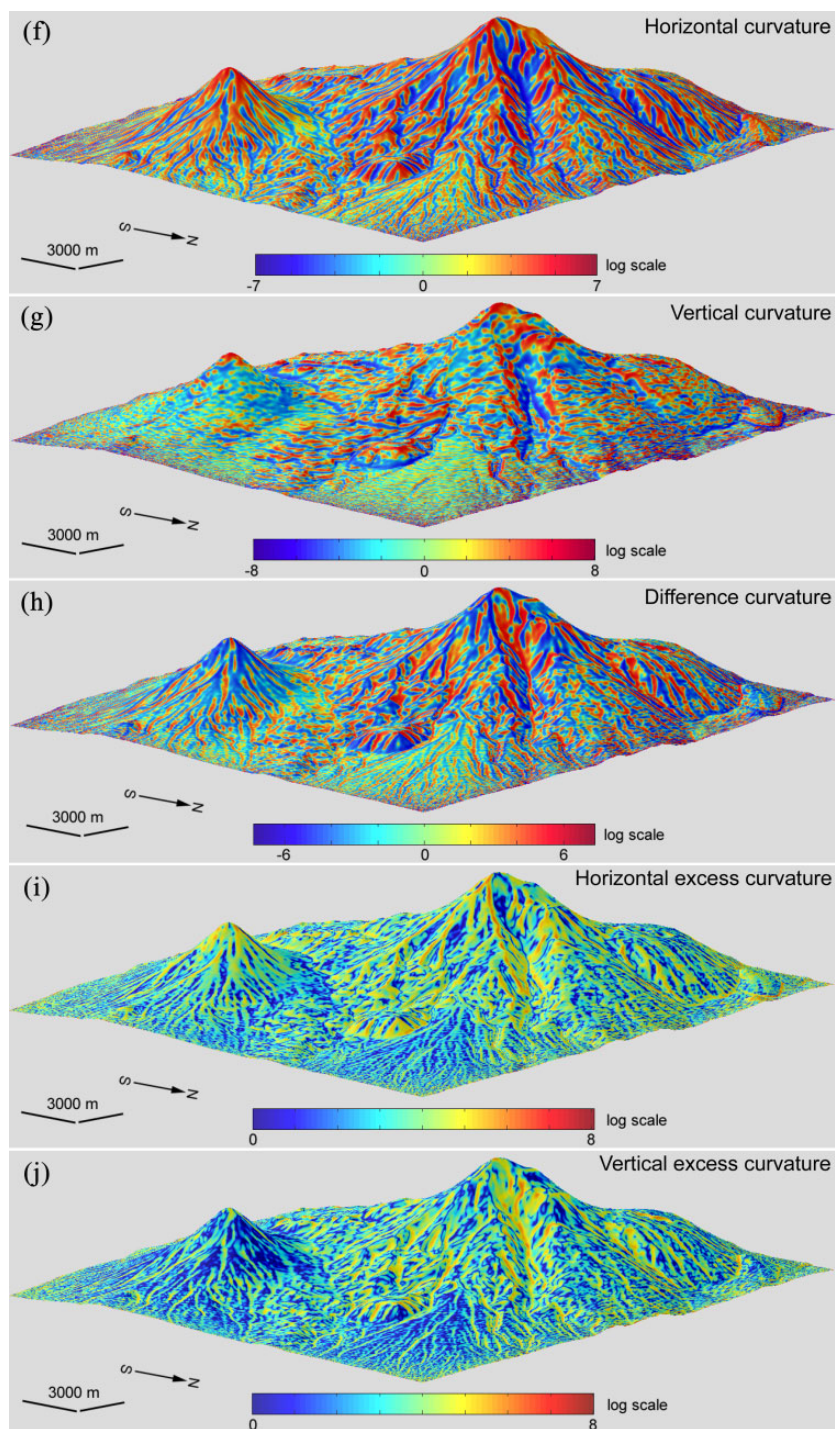 (f) Horizontal curvature
S N
3000 m
log scale
-7 0 7
(g) Vertical curvature
S N
3000 m
log scale
-8 0 8
(h) Difference curvature
S N
3000 m
log scale
-6 0 6
(i) Horizontal excess curvature
S N
3000 m
log scale
0 8
(j) Vertical excess curvature
S N
3000 m
log scale
0 8